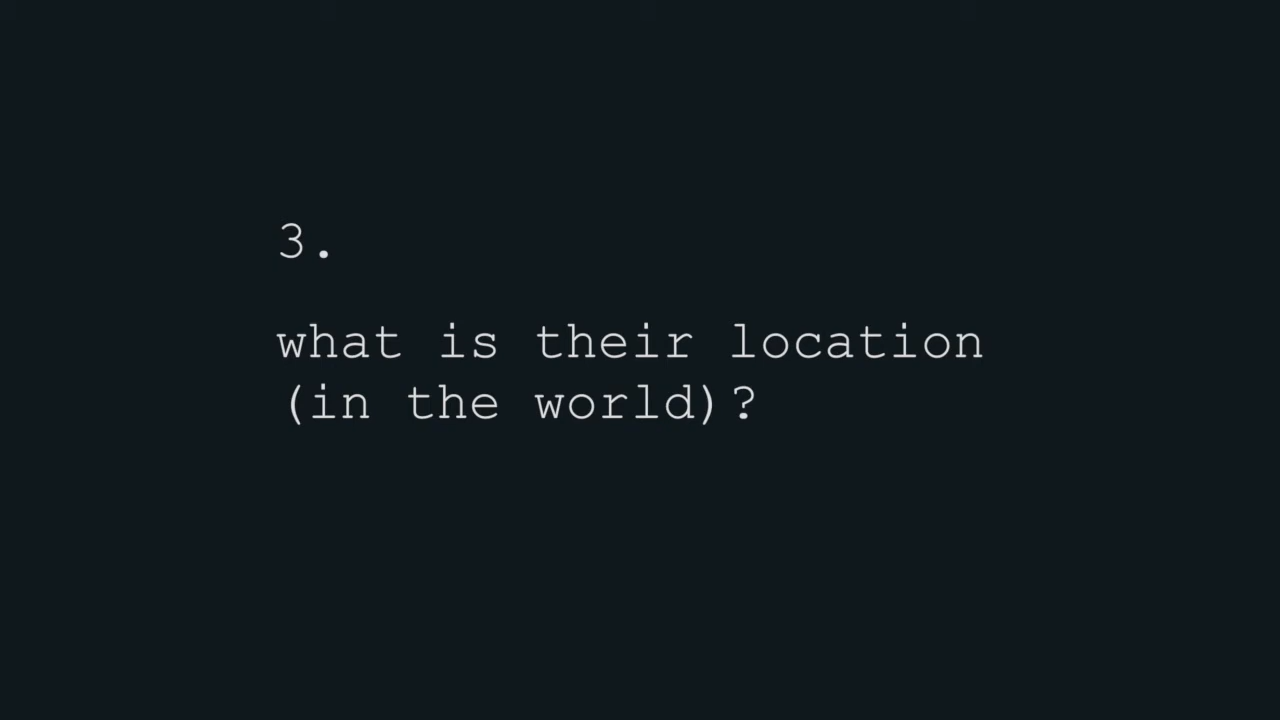 3.
what is their location
(in the world)?